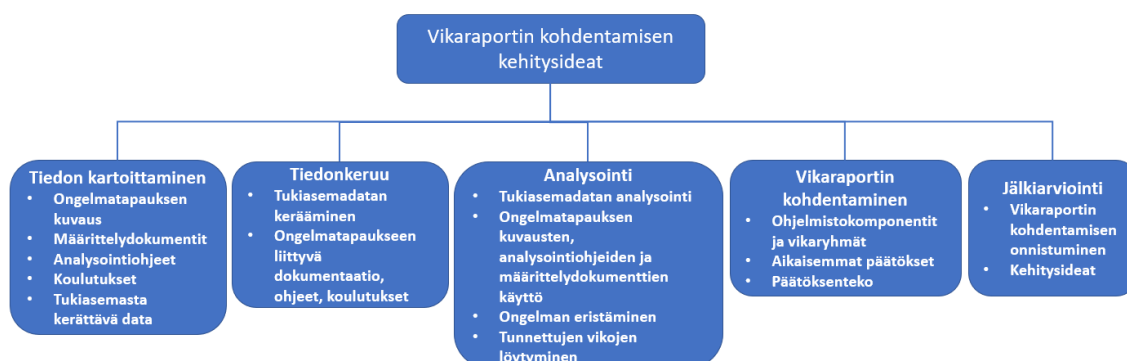 Vikaraportin kohdentamisen
kehitysideat
Tiedon kartoittaminen
• Ongelmatapauksen
kuvaus
• Määrittelydokumentit
• Analysointiohjeet
• Koulutukset
• Tukiasemasta
kerättävä data
Tiedonkeruu
• Tukiasemadatan
kerääminen
• Ongelmatapaukseen
liittyvä
dokumentaatio,
ohjeet, koulutukset
Analysointi
• Tukiasemadatan analysointi
• Ongelmatapauksen
kuvausten,
analysointiohjeiden ja
määrittelydokumenttien
käyttö
• Ongelman eristäminen
• Tunnettujen vikojen
löytyminen
Vikaraportin
kohdentaminen
• Ohjelmistokomponentit
ja vikaryhmät
• Aikaisemmat päätökset
• Päätöksenteko
Jälkiarviointi
• Vikaraportin
kohdentamisen
onnistuminen
• Kehitysideat